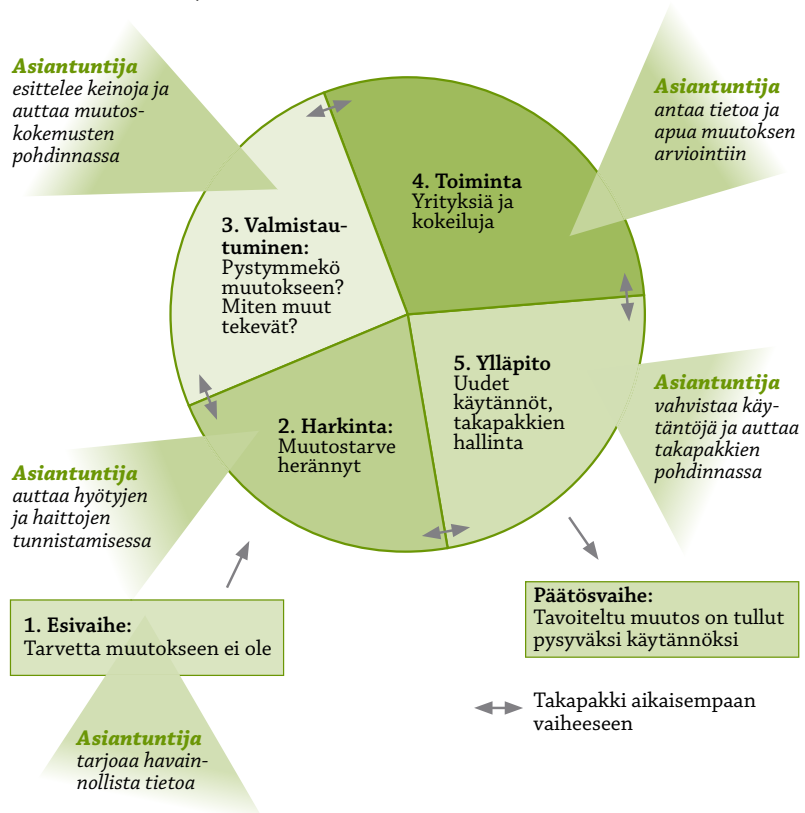 Asiantuntija
esittelee keinoja ja
auttaa muutos-
kokemusten
pohdinnassa
Asiantuntija
antaa tietoa ja
apua muutoksen
arviointiin
4. Toiminta
Yrityksiä ja
kokeiluja
3. Valmistau-
tuminen:
Pystymmekö
muutokseen?
Miten muut
tekevät?
5. Ylläpito
Uudet
käytännöt,
takapakkien
hallinta
Asiantuntija
vahvistaa käy-
täntöjä ja auttaa
takapakkien
pohdinnassa
2. Harkinta:
Muutostarve
herännyt
Asiantuntija
auttaa hyötyjen
ja haittojen
tunnistamisessa
1. Esivaihe:
Tarvetta muutokseen ei ole
Päätösvaihe:
Tavoiteltu muutos on tullut
pysyväksi käytännöksi
Takapakki aikaisempaan
vaiheeseen
Asiantuntija
tarjoaa havain-
nollista tietoa